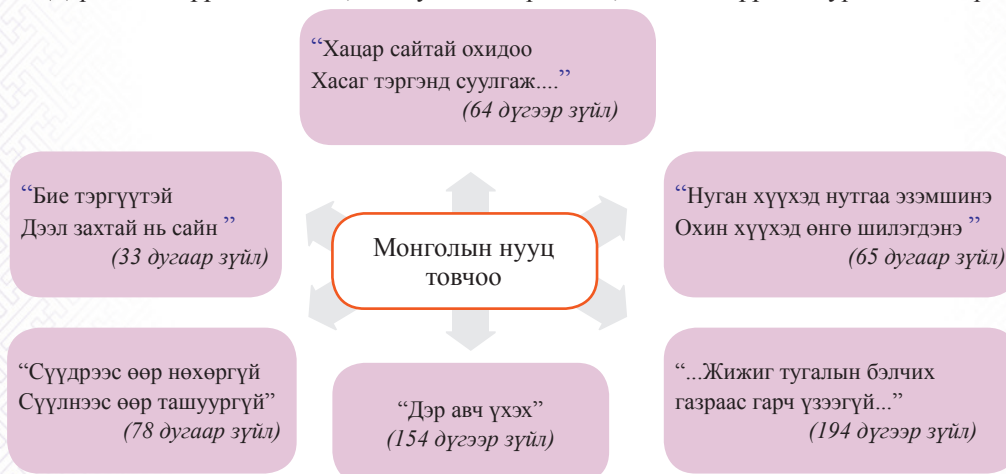 “Хацар сайтай охидоо
Хасаг тэргэнд суулгаж....”
(64 дүгээр зүйл)
“Бие тэргүүтэй
Дээл захтай нь сайн ”
(33 дугаар зүйл)
Монголын нууц
товчоо
“Нуган хүүхэд нутгаа эзэмшинэ
Охин хүүхэд өнгө шилэгдэнэ ”
(65 дугаар зүйл)
“Сүүдрээс өөр нөхөргүй
Сүүлнээс өөр ташуургүй”
(78 дугаар зүйл)
“Дэр авч үхэх”
(154 дүгээр зүйл)
“...Жижиг тугалын бэлчих
газраас гарч үзээгүй...”
(194 дүгээр зүйл)